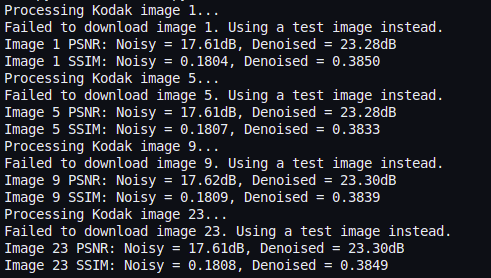 Processing Kodak image 1...
Failed to download image 1. Using a test image instead.
Image 1 PSNR: Noisy = 17.61dB, Denoised = 23.28dB
Image 1 SSIM: Noisy = 0.1804, Denoised = 0.3850
Processing Kodak image 5...
Failed to download image 5. Using a test image instead.
Image 5 PSNR: Noisy = 17.61dB, Denoised = 23.28dB
Image 5 SSIM: Noisy = 0.1807, Denoised = 0.3833
Processing Kodak image 9...
Failed to download image 9. Using a test image instead.
Image 9 PSNR: Noisy = 17.62dB, Denoised = 23.30dB
Image 9 SSIM: Noisy = 0.1809, Denoised = 0.3839
Processing Kodak image 23...
Failed to download image 23. Using a test image instead.
Image 23 PSNR: Noisy = 17.61dB, Denoised = 23.30dB
Image 23 SSIM: Noisy = 0.1808, Denoised = 0.3849